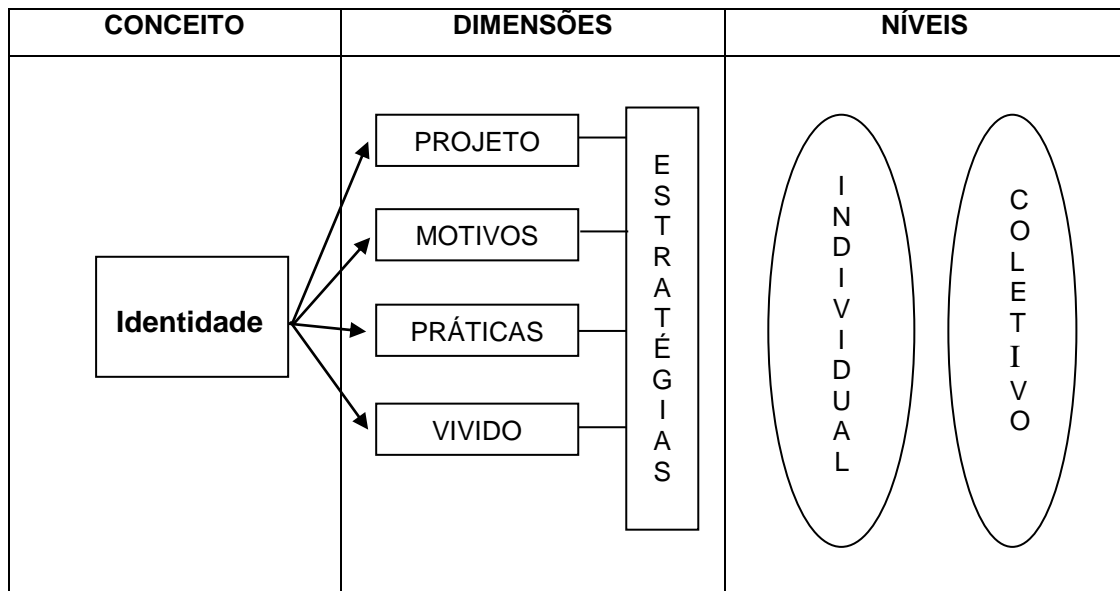 CONCEITO
DIMENSÕES
NÍVEIS
Identidade
PROJETO
MOTIVOS
PRÁTICAS
VIVIDO
ESTRATÉGIAS
INDIVIDUAL
COLETIVO